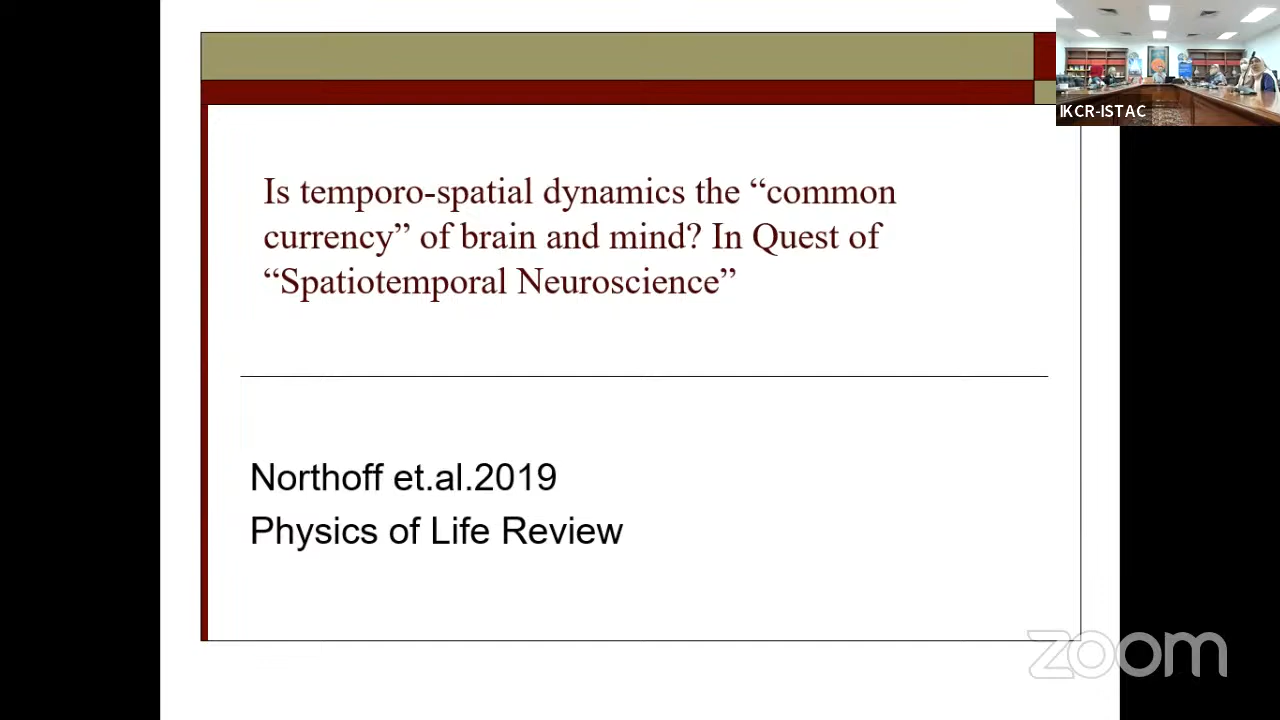 IKCR-ISTAC
Is temporo-spatial dynamics the “common
currency” of brain and mind? In Quest of
“Spatiotemporal Neuroscience”
Northoff et.al.2019
Physics of Life Review
zoom